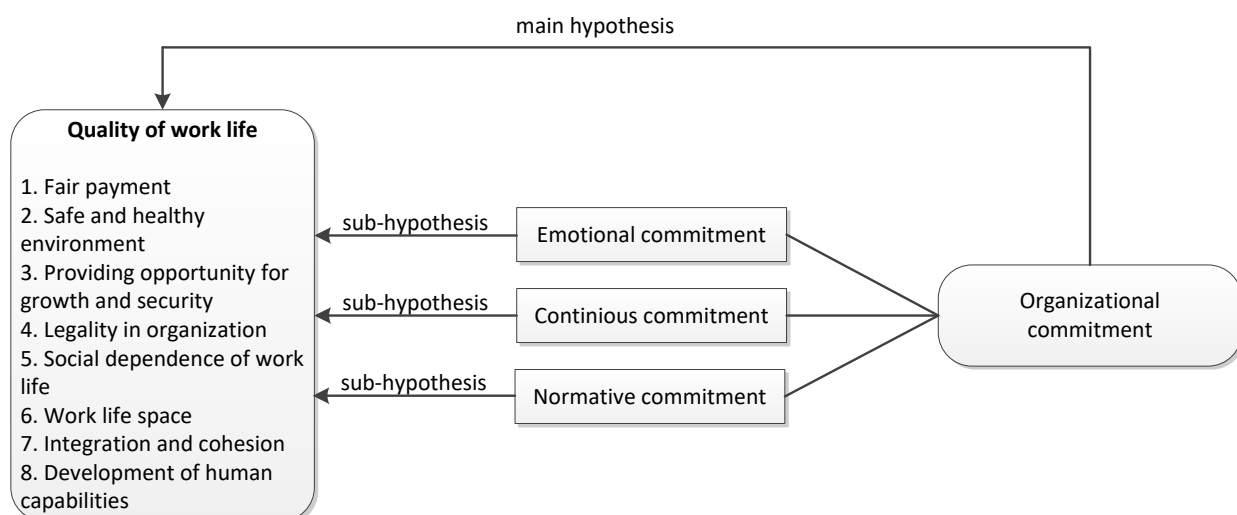 main hypothesis
Quality of work life
1. Fair payment
2. Safe and healthy
environment
3. Providing opportunity for
growth and security
4. Legality in organization
5. Social dependence of work
life
6. Work life space
7. Integration and cohesion
8. Development of human
capabilities
sub-hypothesis
Emotional commitment
sub-hypothesis
Continious commitment
sub-hypothesis
Normative commitment
Organizational
commitment